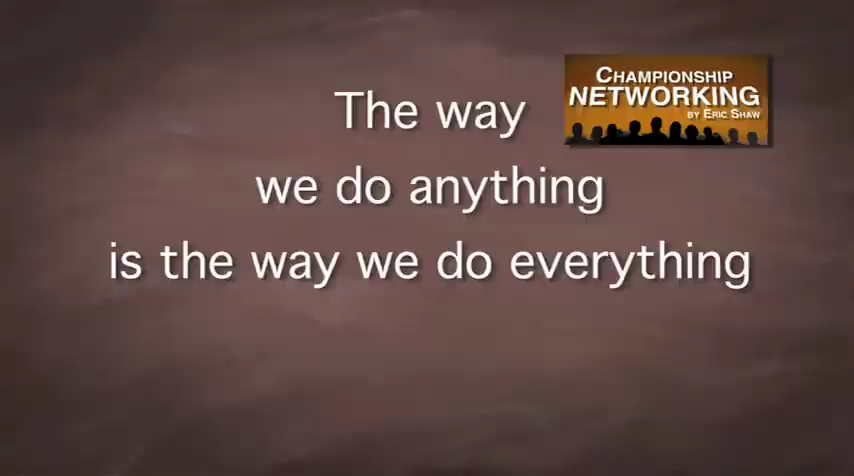 The way
we do anything
is the way we do everything
CHAMPIONSHIP
NETWORKING
BY ERIC SHAW